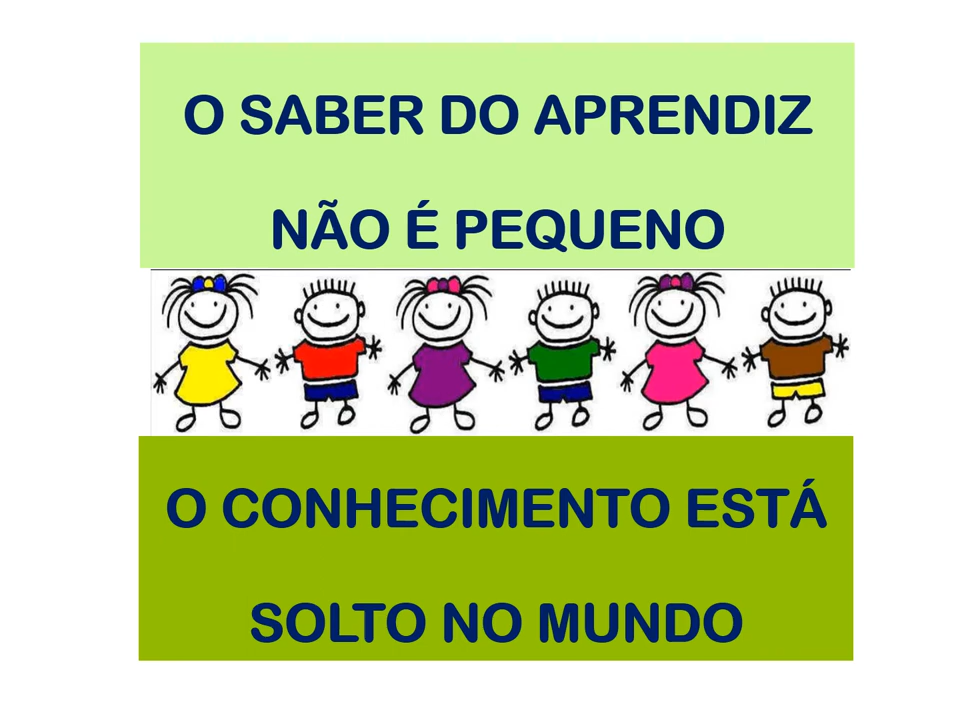 O SABER DO APRENDIZ
NÃO É PEQUENO
O CONHECIMENTO ESTÁ
SOLTO NO MUNDO